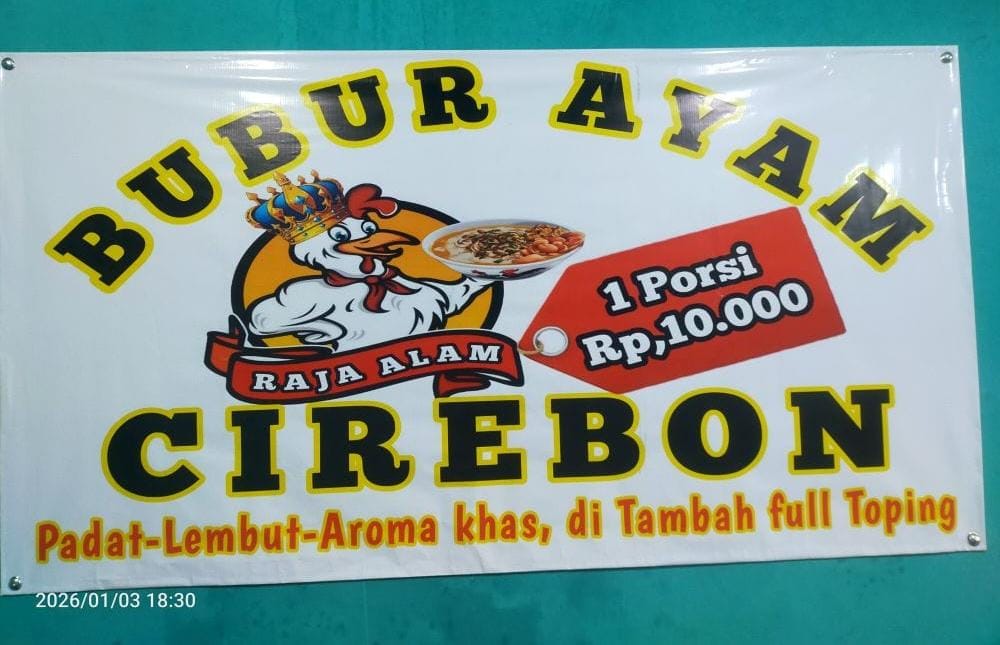 BUBUR AYAM
1 Porsi
Rp,10.000
RAJA ALAM
CIREBON
Padat-Lembut-Aroma khas, di Tambah full Toping
2026/01/03 18:30